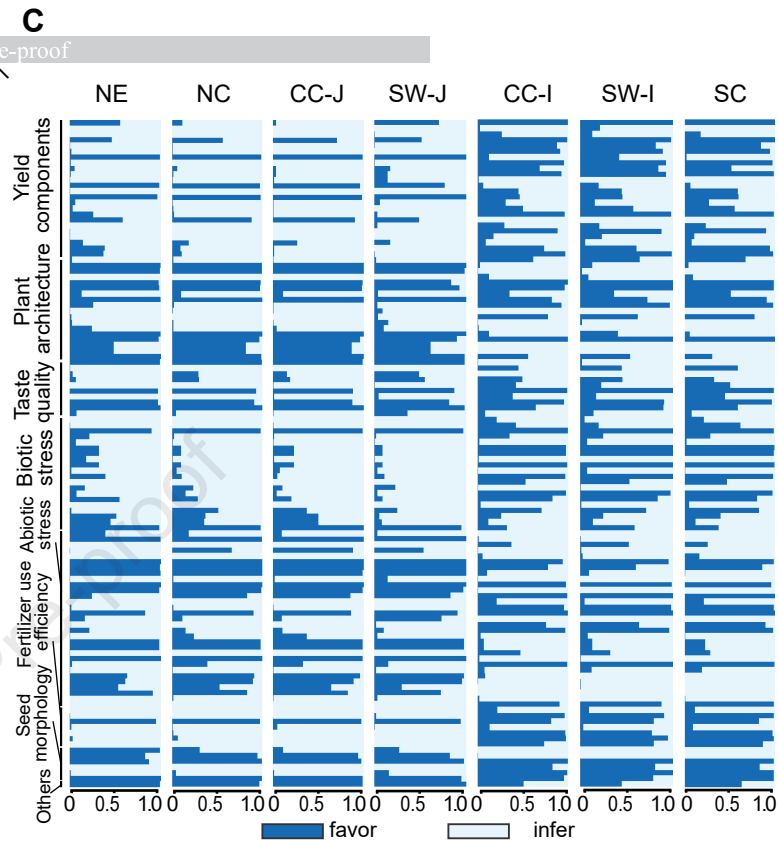 C
e-proof
NE NC CC-J SW-J CC-I SW-I SC
Yield
components
Plant
architecture
Taste
quality
Biotic
stress
Abiotic
stress
Fertilizer use
efficiency
Seed
morphology
Others
0 0.5 1.0 0 0.5 1.0 0 0.5 1.0 0 0.5 1.0 0 0.5 1.0 0 0.5 1.0 0 0.5 1.0
favor infer
re-proof